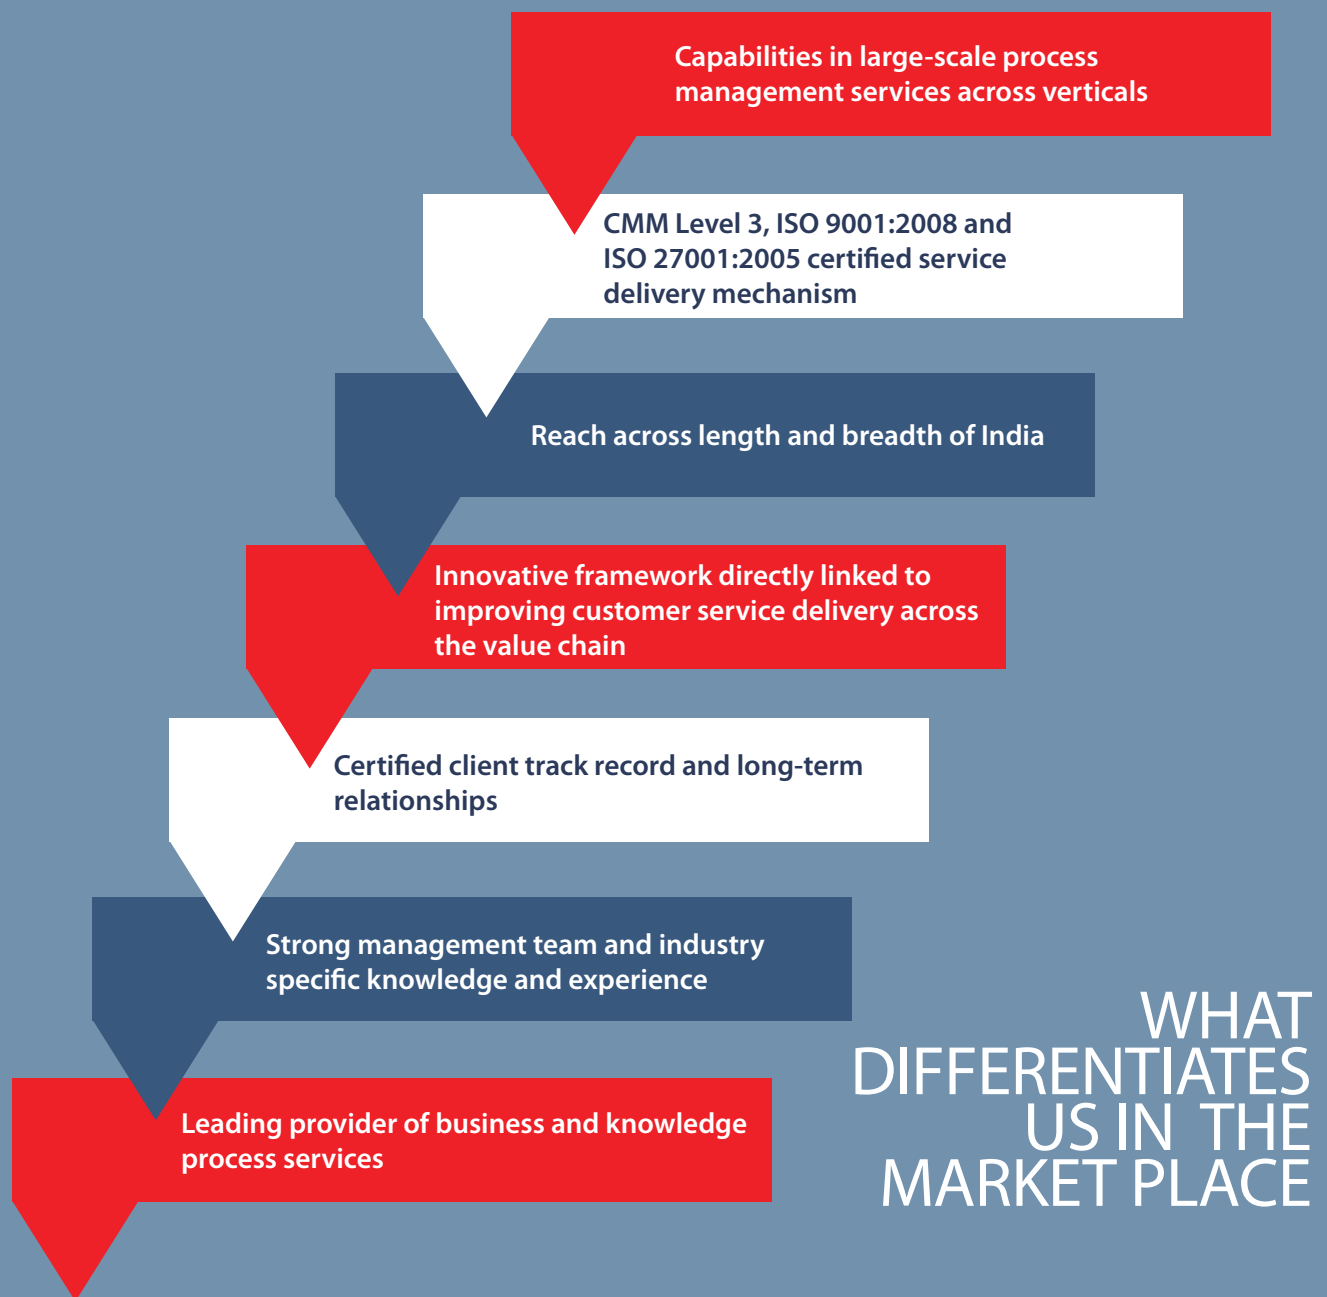 Capabilities in large-scale process
management services across verticals
CMM Level 3, ISO 9001:2008 and
ISO 27001:2005 certified service
delivery mechanism
Reach across length and breadth of India
Innovative framework directly linked to
improving customer service delivery across
the value chain
Certified client track record and long-term
relationships
Strong management team and industry
specific knowledge and experience
Leading provider of business and knowledge
process services
WHAT
DIFFERENTIATES
US IN THE
MARKET PLACE